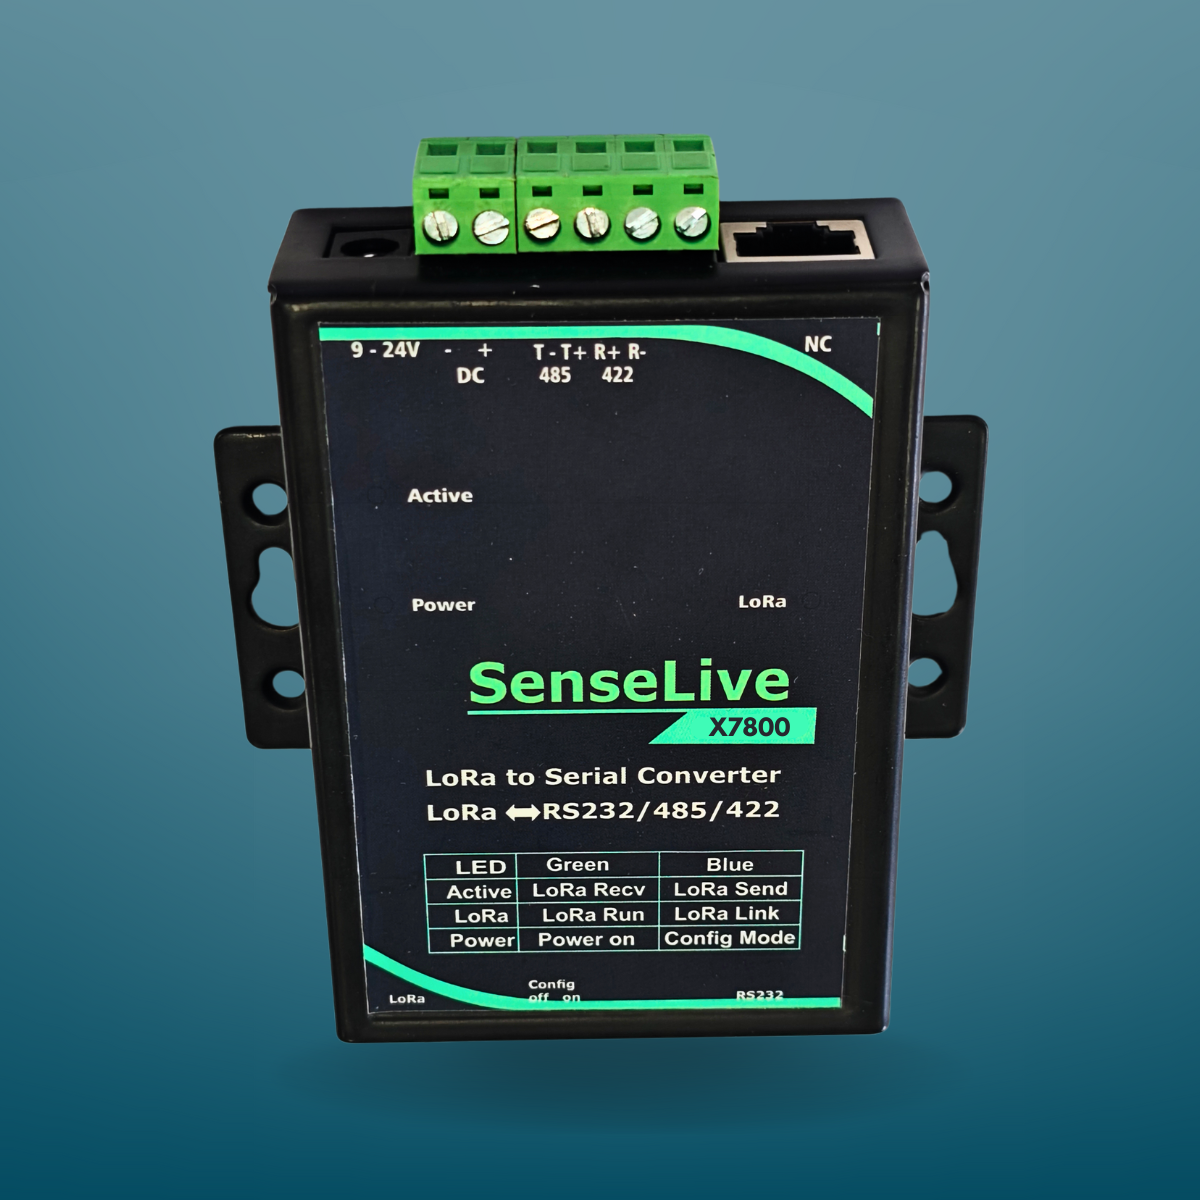 9 - 24V - + T - T+ R+ R- NC
DC 485 422
Active
Power LoRa
SenseLive
X7800
LoRa to Serial Converter
LoRa ⬌RS232/485/422
LED Green Blue
Active LoRa Recv LoRa Send
LoRa LoRa Run LoRa Link
Power Power on Config Mode
Config
LoRa off on RS232